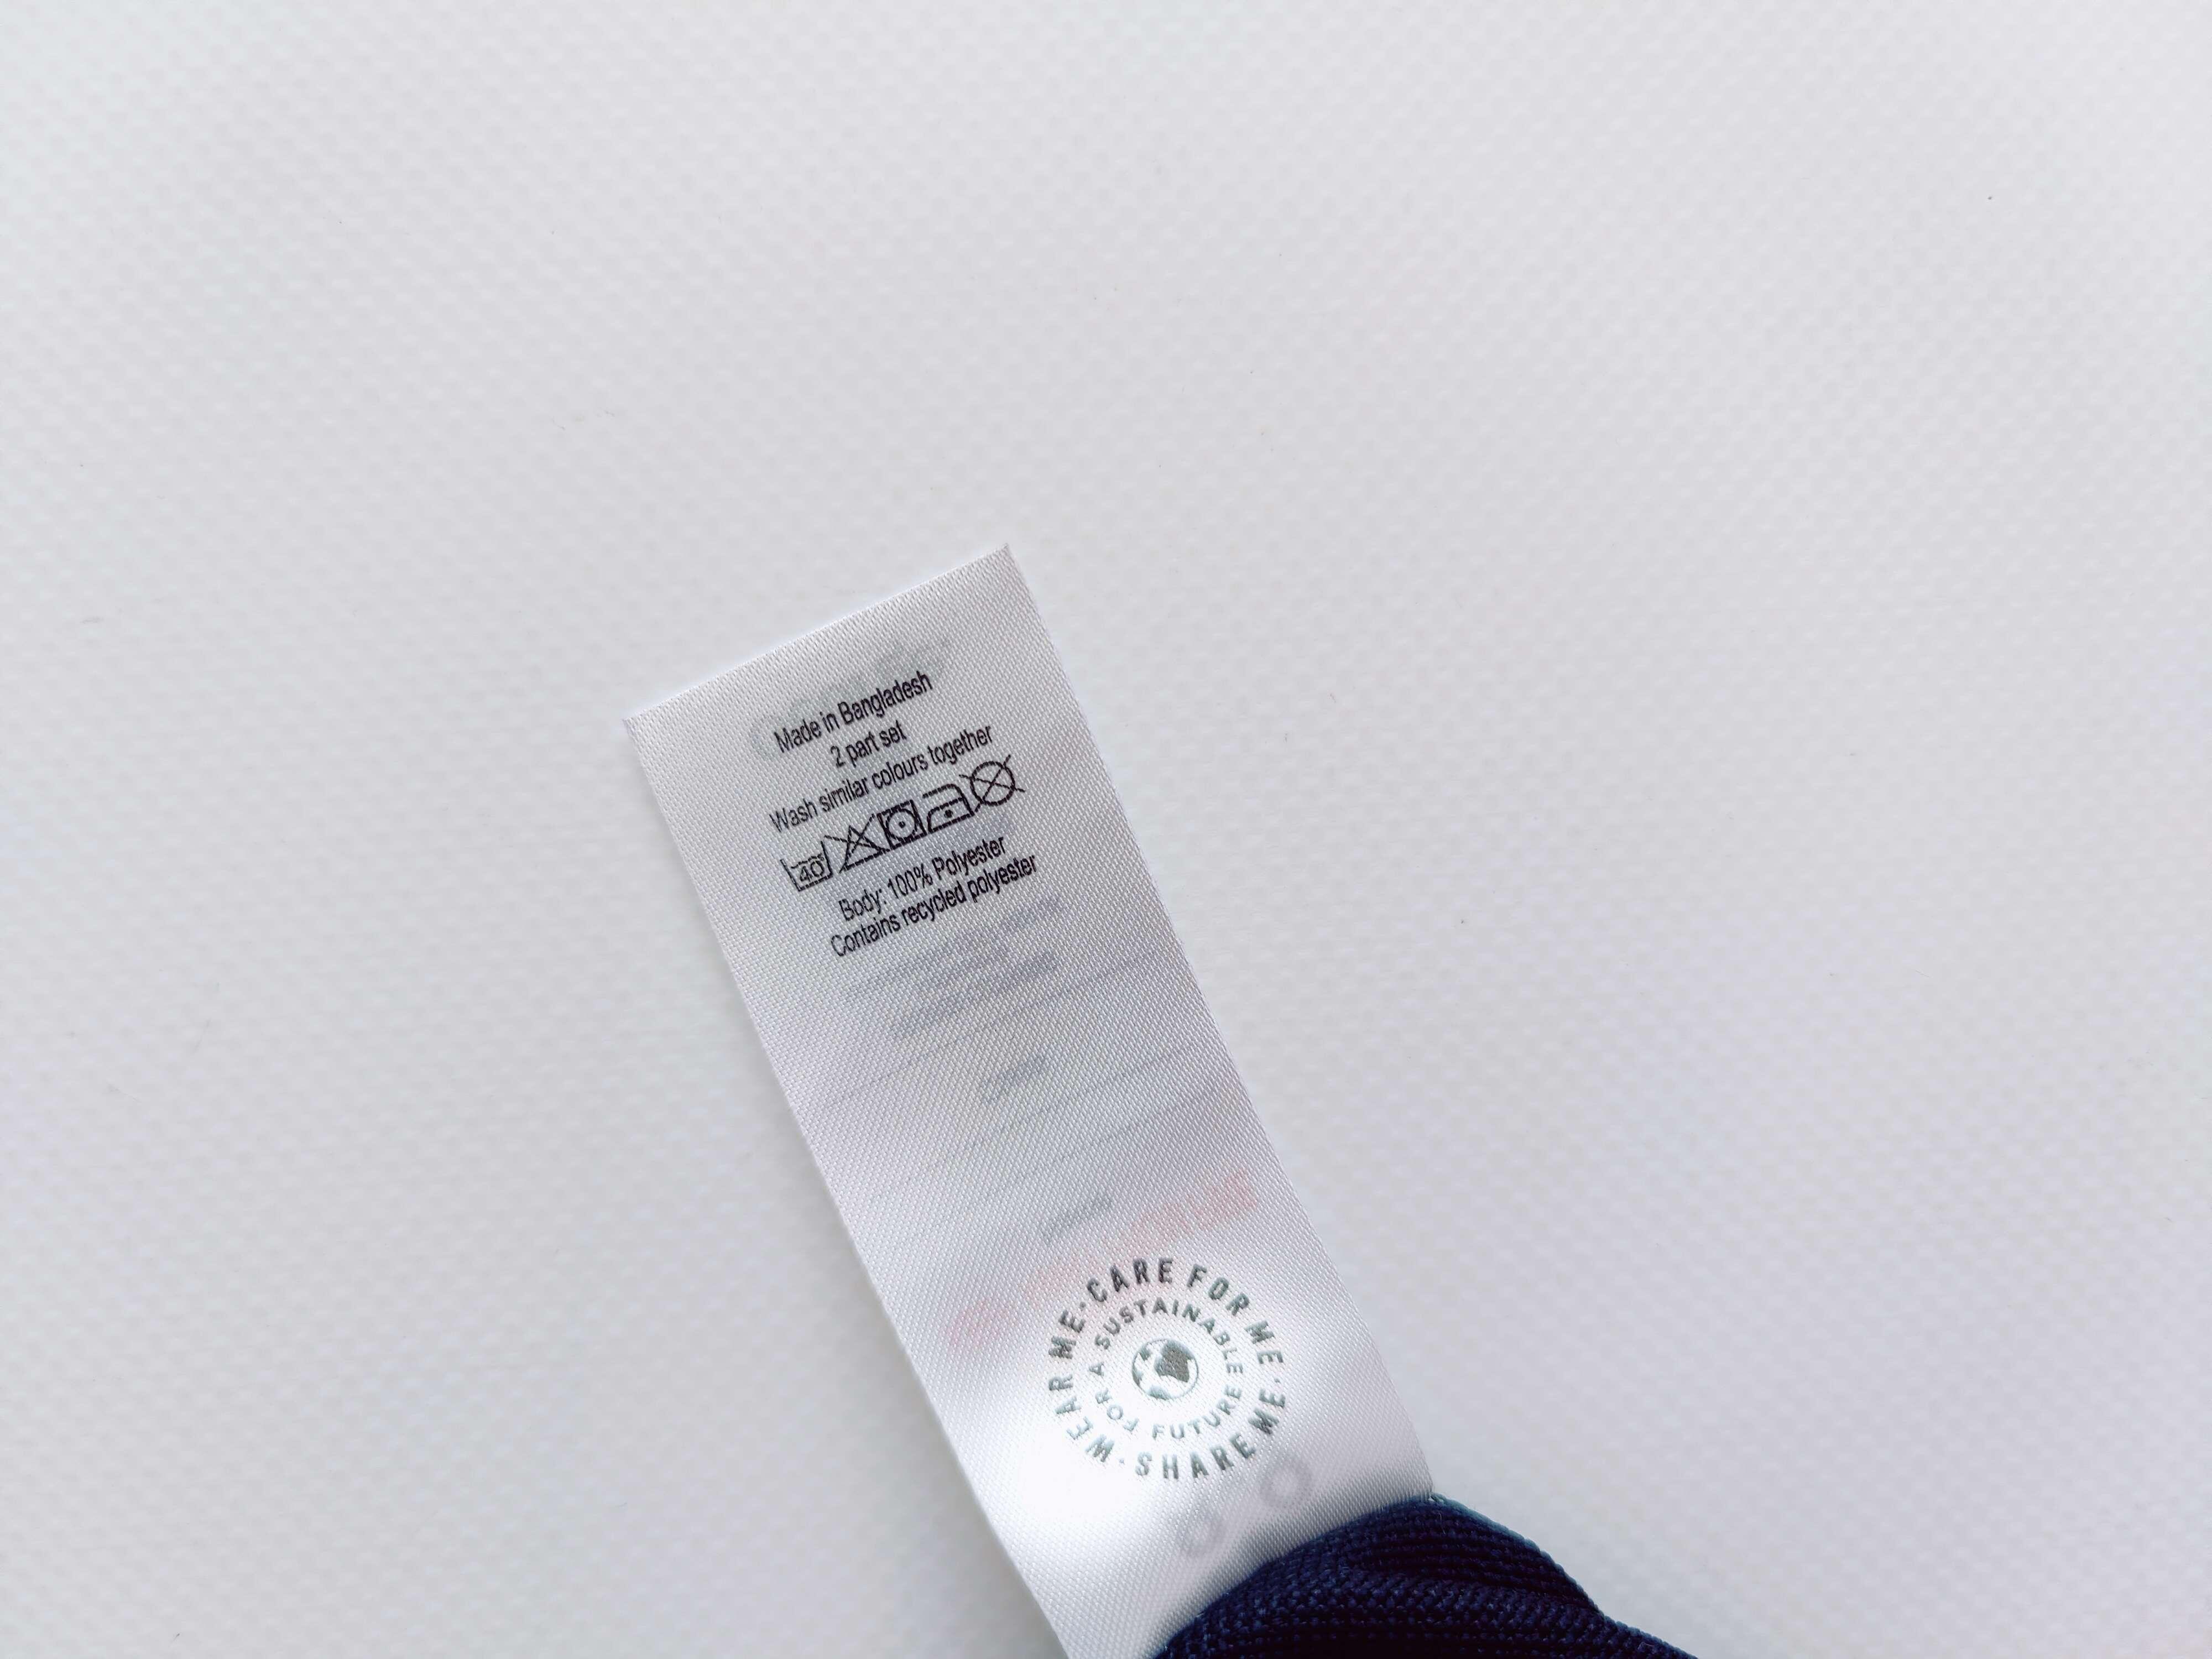 Made in Bangladesh
2 part set
Wash similar colours together
40
Body: 100% Polyester
Contains recycled polyester
WEAR ME · CARE FOR ME · SHARE ME ·
FOR A SUSTAINABLE FUTURE